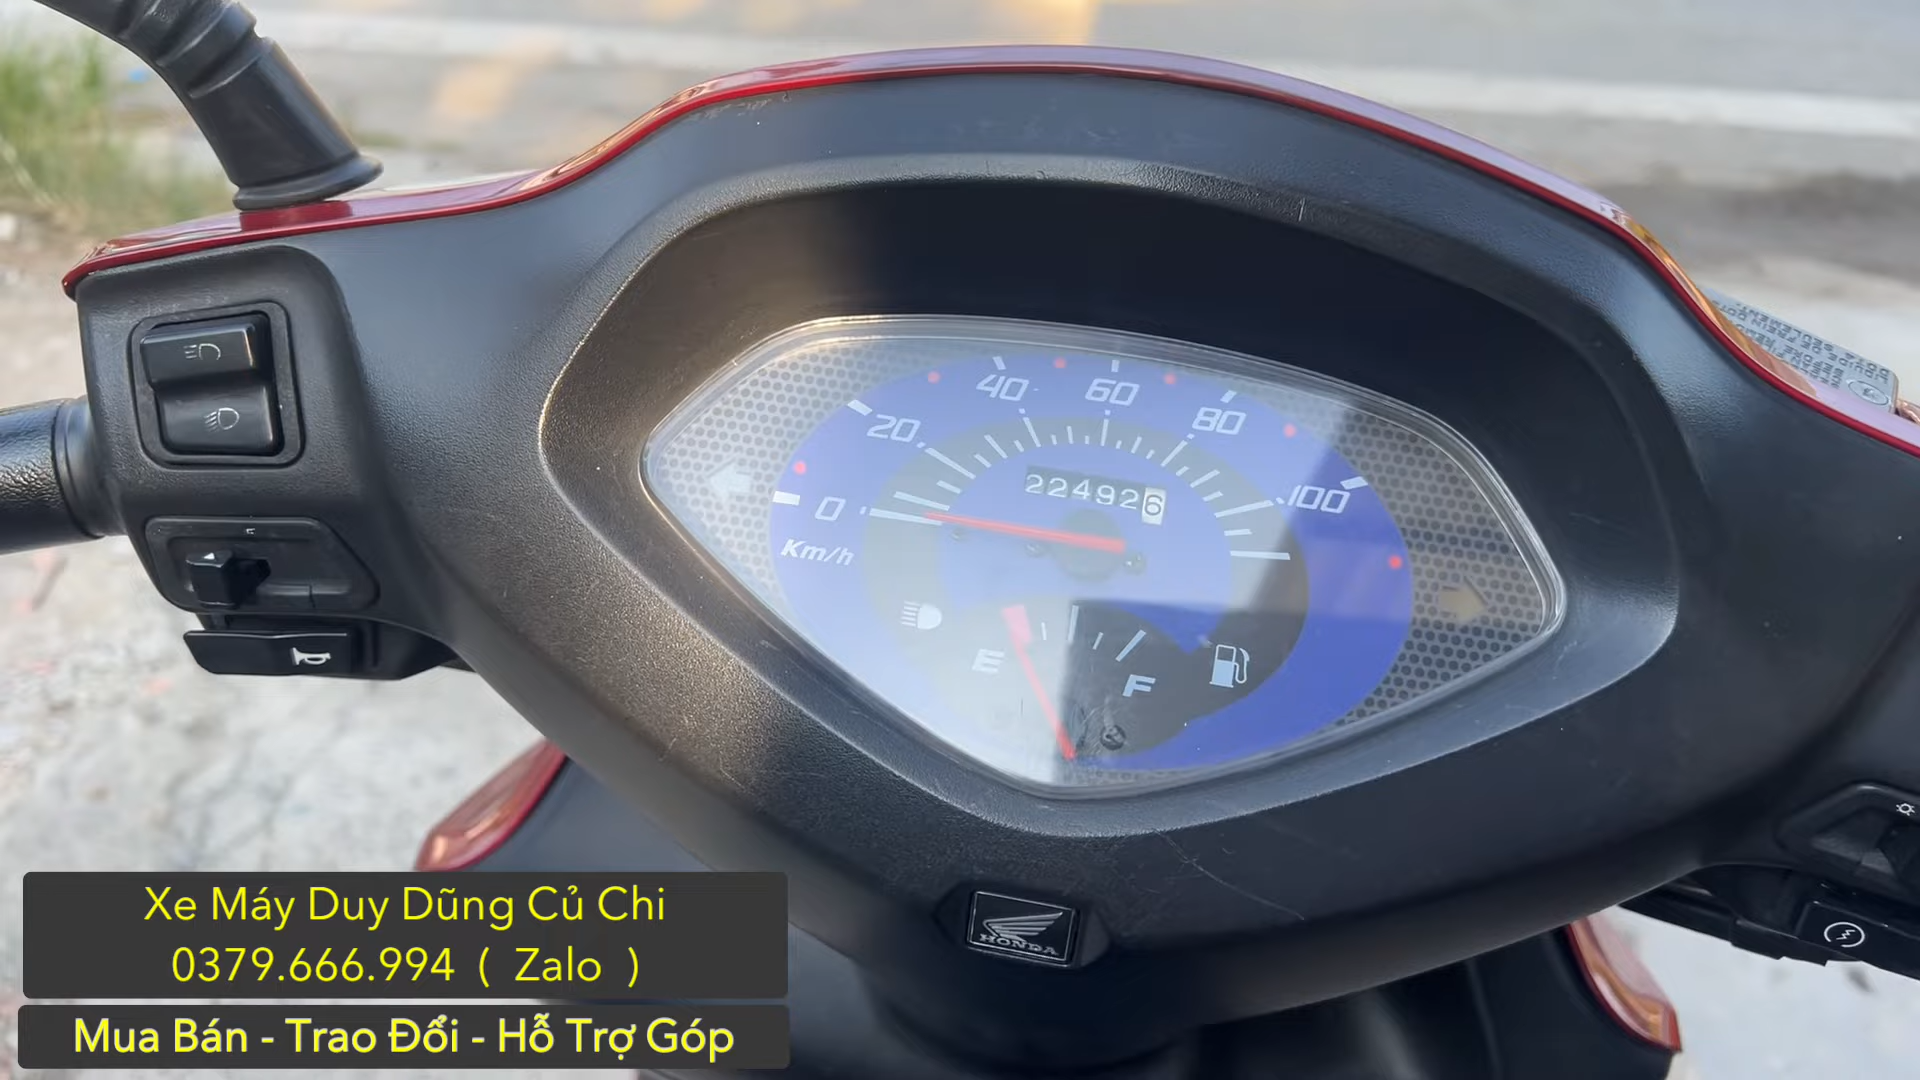 40 60
20 80
0 100
224926
Km/h
E F
HONDA
Xe Máy Duy Dũng Củ Chi
0379.666.994 ( Zalo )
Mua Bán - Trao Đổi - Hỗ Trợ Góp